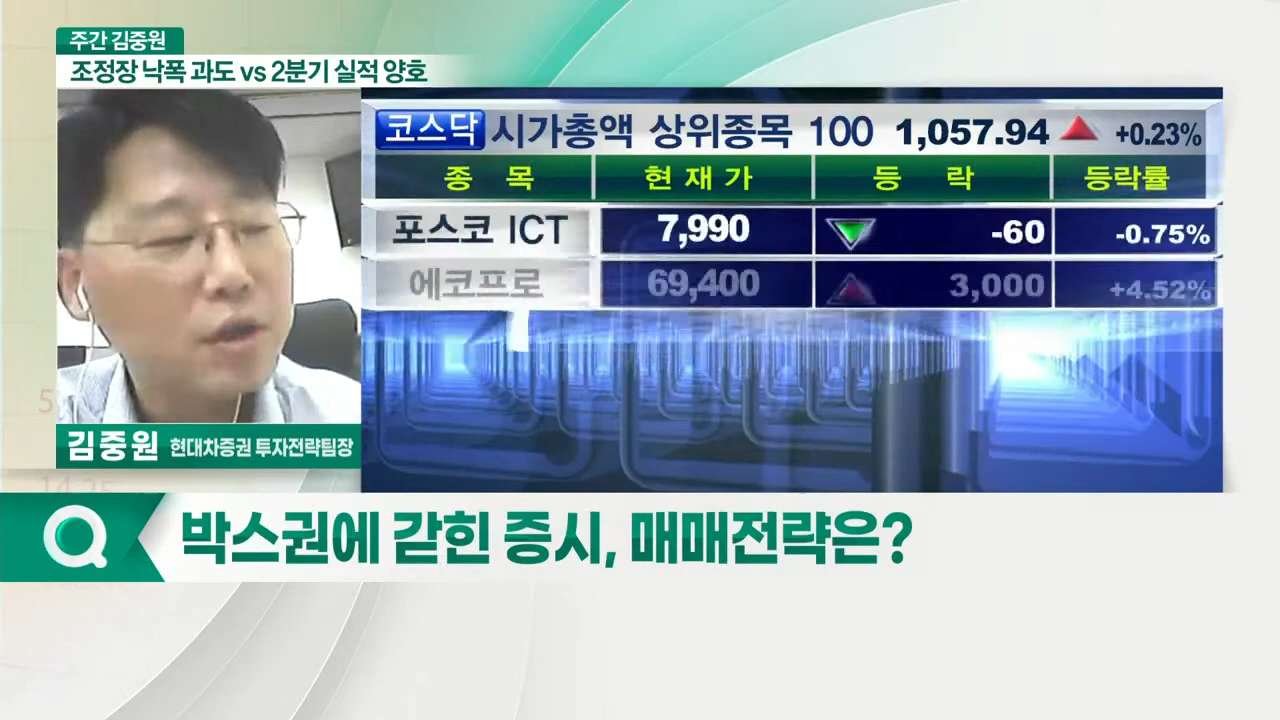 주간 김중원
조정장 낙폭 과도 vs 2분기 실적 양호
코스닥 시가총액 상위종목 100 1,057.94 +0.23%
종 목 현 재 가 등 락 등락률
포스코 ICT 7,990 -60 -0.75%
에코프로 69,400 3,000 +4.52%
김중원 현대차증권 투자전략팀장
Q 박스권에 갇힌 증시, 매매전략은?